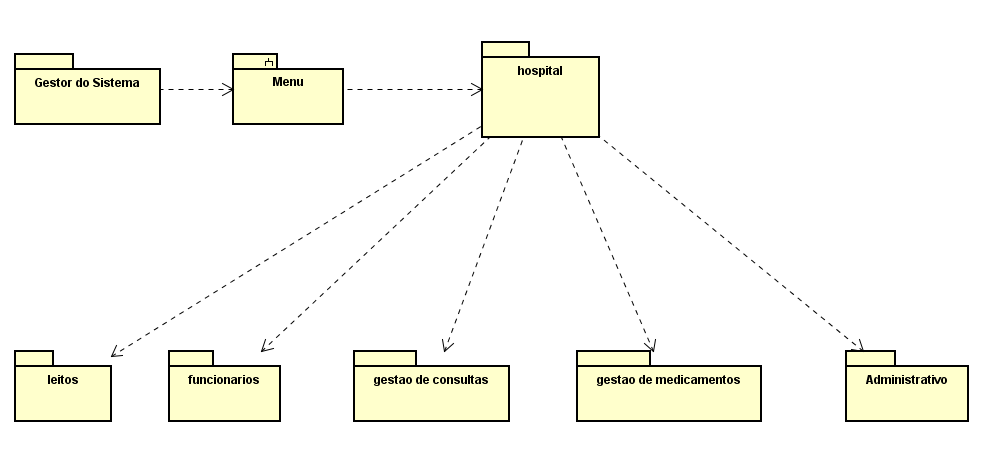 Gestor do Sistema
Menu
hospital
leitos
funcionarios
gestao de consultas
gestao de medicamentos
Administrativo